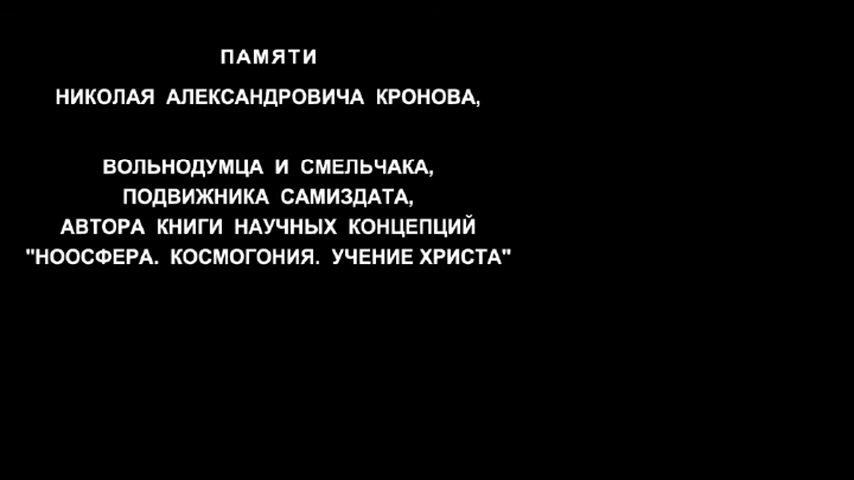 ПАМЯТИ
НИКОЛАЯ АЛЕКСАНДРОВИЧА КРОНОВА,
ВОЛЬНОДУМЦА И СМЕЛЬЧАКА,
ПОДВИЖНИКА САМИЗДАТА,
АВТОРА КНИГИ НАУЧНЫХ КОНЦЕПЦИЙ
"НООСФЕРА. КОСМОГОНИЯ. УЧЕНИЕ ХРИСТА"